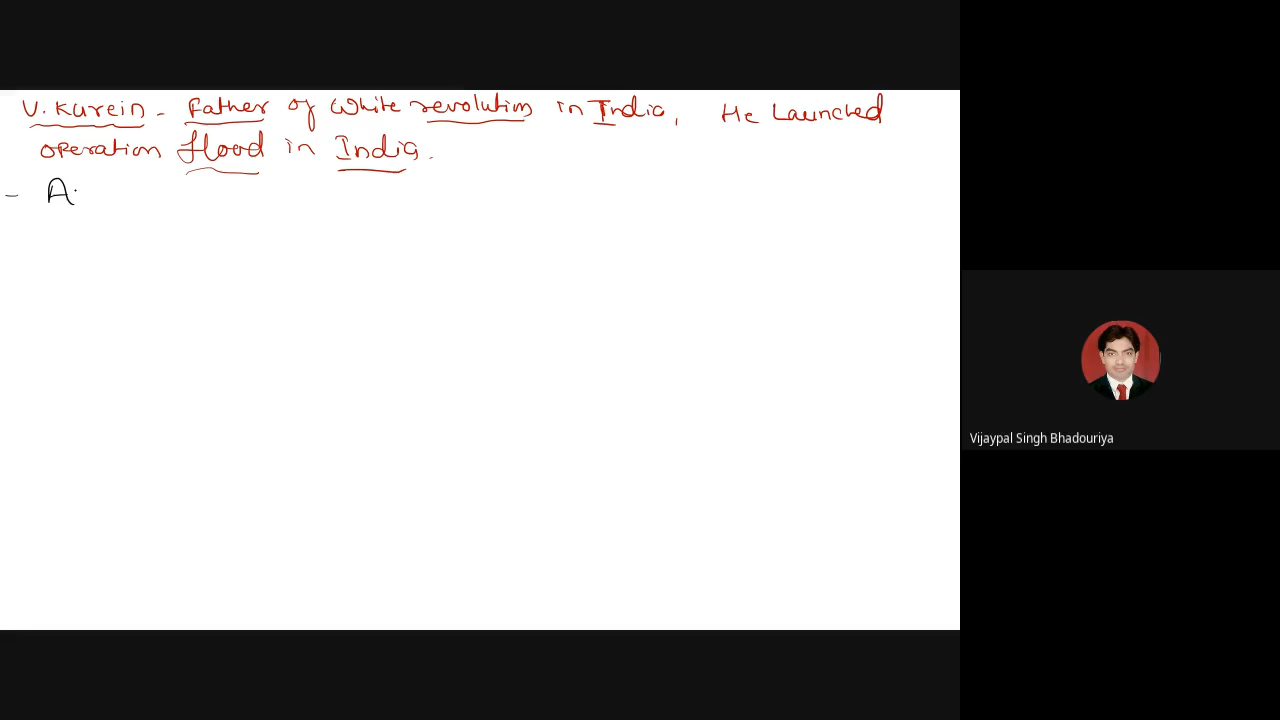 V. Kurein - Father of White revolution in India, He Launched
operation flood in India.
- A.
Vijaypal Singh Bhadouriya